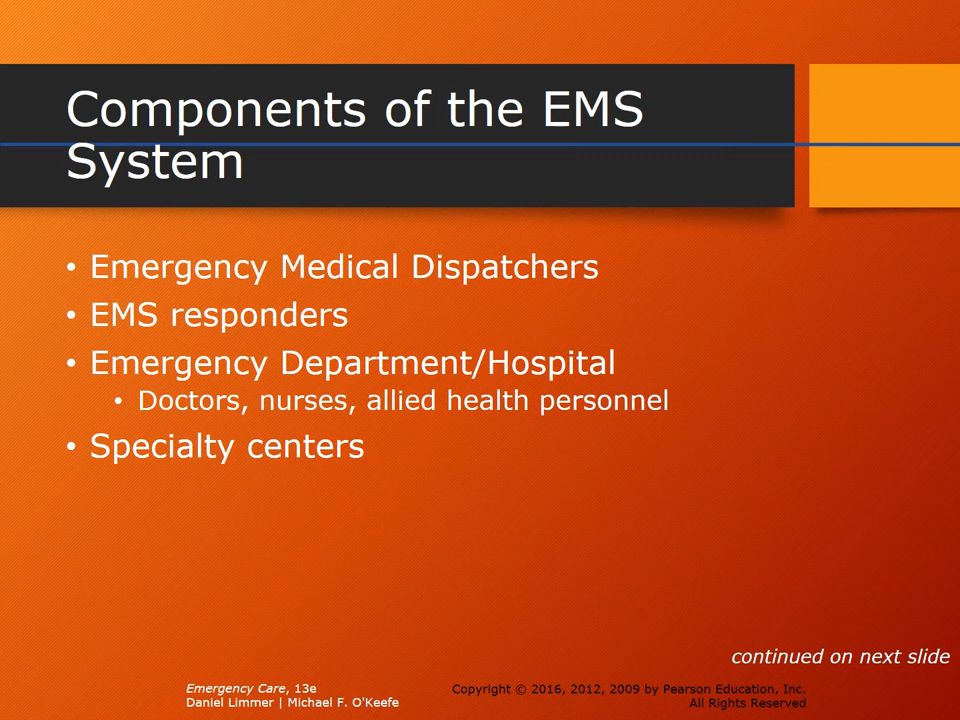 Components of the EMS
System
• Emergency Medical Dispatchers
• EMS responders
• Emergency Department/Hospital
• Doctors, nurses, allied health personnel
• Specialty centers
continued on next slide
Emergency Care, 13e
Daniel Limmer | Michael F. O'Keefe
Copyright © 2016, 2012, 2009 by Pearson Education, Inc.
All Rights Reserved